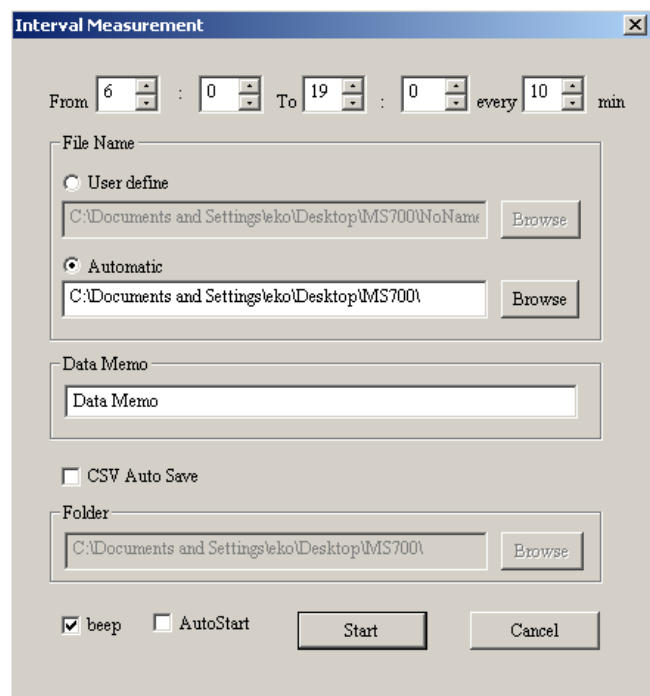 Interval Measurement
From 6 : 0 To 19 : 0 every 10 min
File Name
User define
C:\Documents and Settings\eko\Desktop\MS700\NoName Browse
Automatic
C:\Documents and Settings\eko\Desktop\MS700\ Browse
Data Memo
Data Memo
CSV Auto Save
Folder
C:\Documents and Settings\eko\Desktop\MS700\ Browse
beep AutoStart Start Cancel